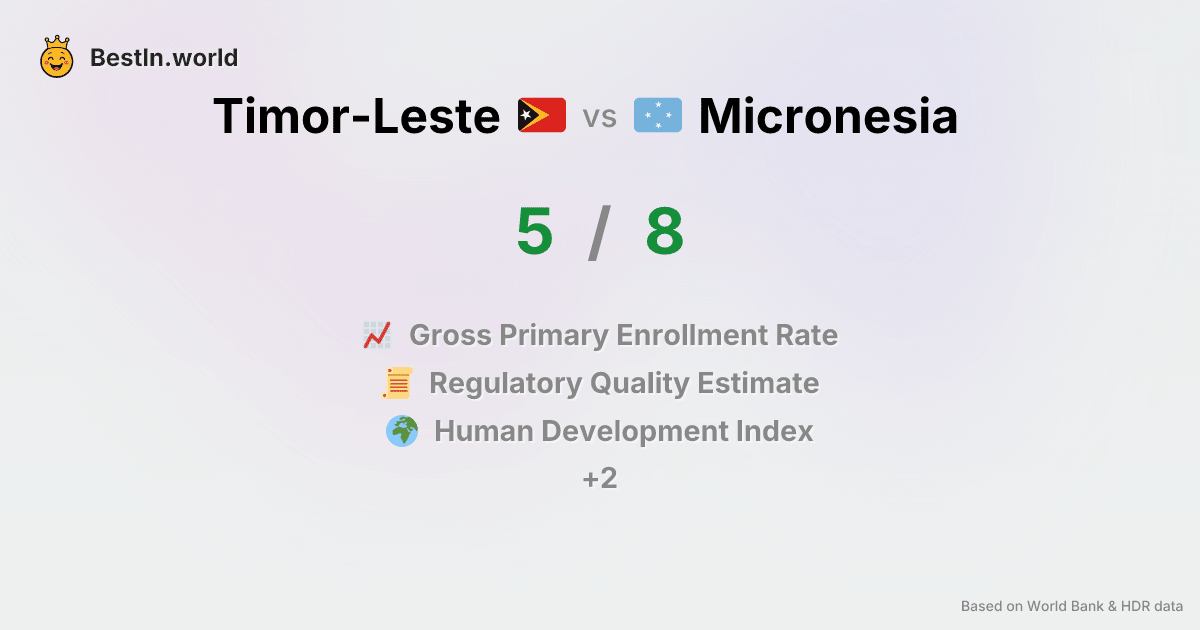 BestIn.world
Timor-Leste vs Micronesia
5 / 8
Gross Primary Enrollment Rate
Regulatory Quality Estimate
Human Development Index
+2
Based on World Bank & HDR data